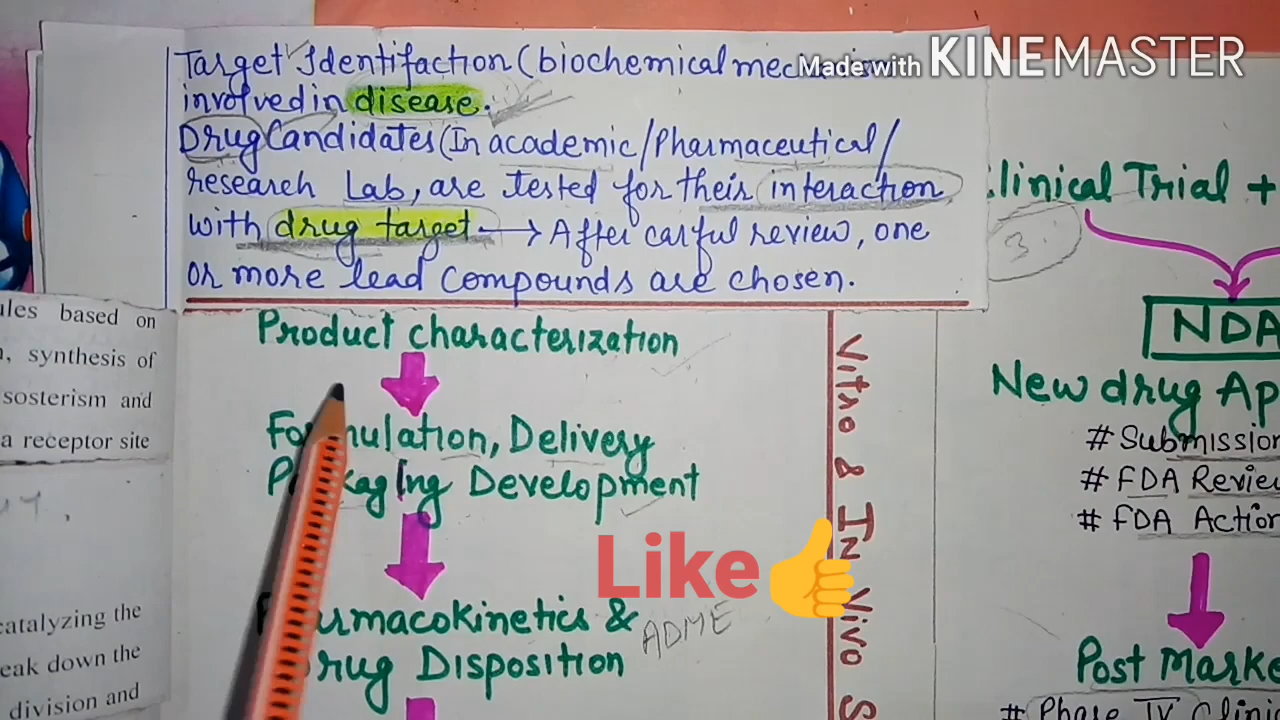 Target Identifaction (biochemical
involved in disease.
Drug Candidates (In academic/Pharmaceutical/
research Lab, are tested for their interaction
with drug target → After carful review, one
or more lead compounds are chosen.
Made with KINEMASTER
Product characterization
Formulation, Delivery
Packaging Development
Pharmacokinetics &
ADME
Drug Disposition
Like
Vitro & IN Vivo S
Clinical Trial +
3.
NDA
New drug Ap
# Submission
# FDA Review
# FDA Action
Post Marke
# Phase IV Clinic
ules based on
n, synthesis of
sosterism and
a receptor site
catalyzing the
eak down the
division and